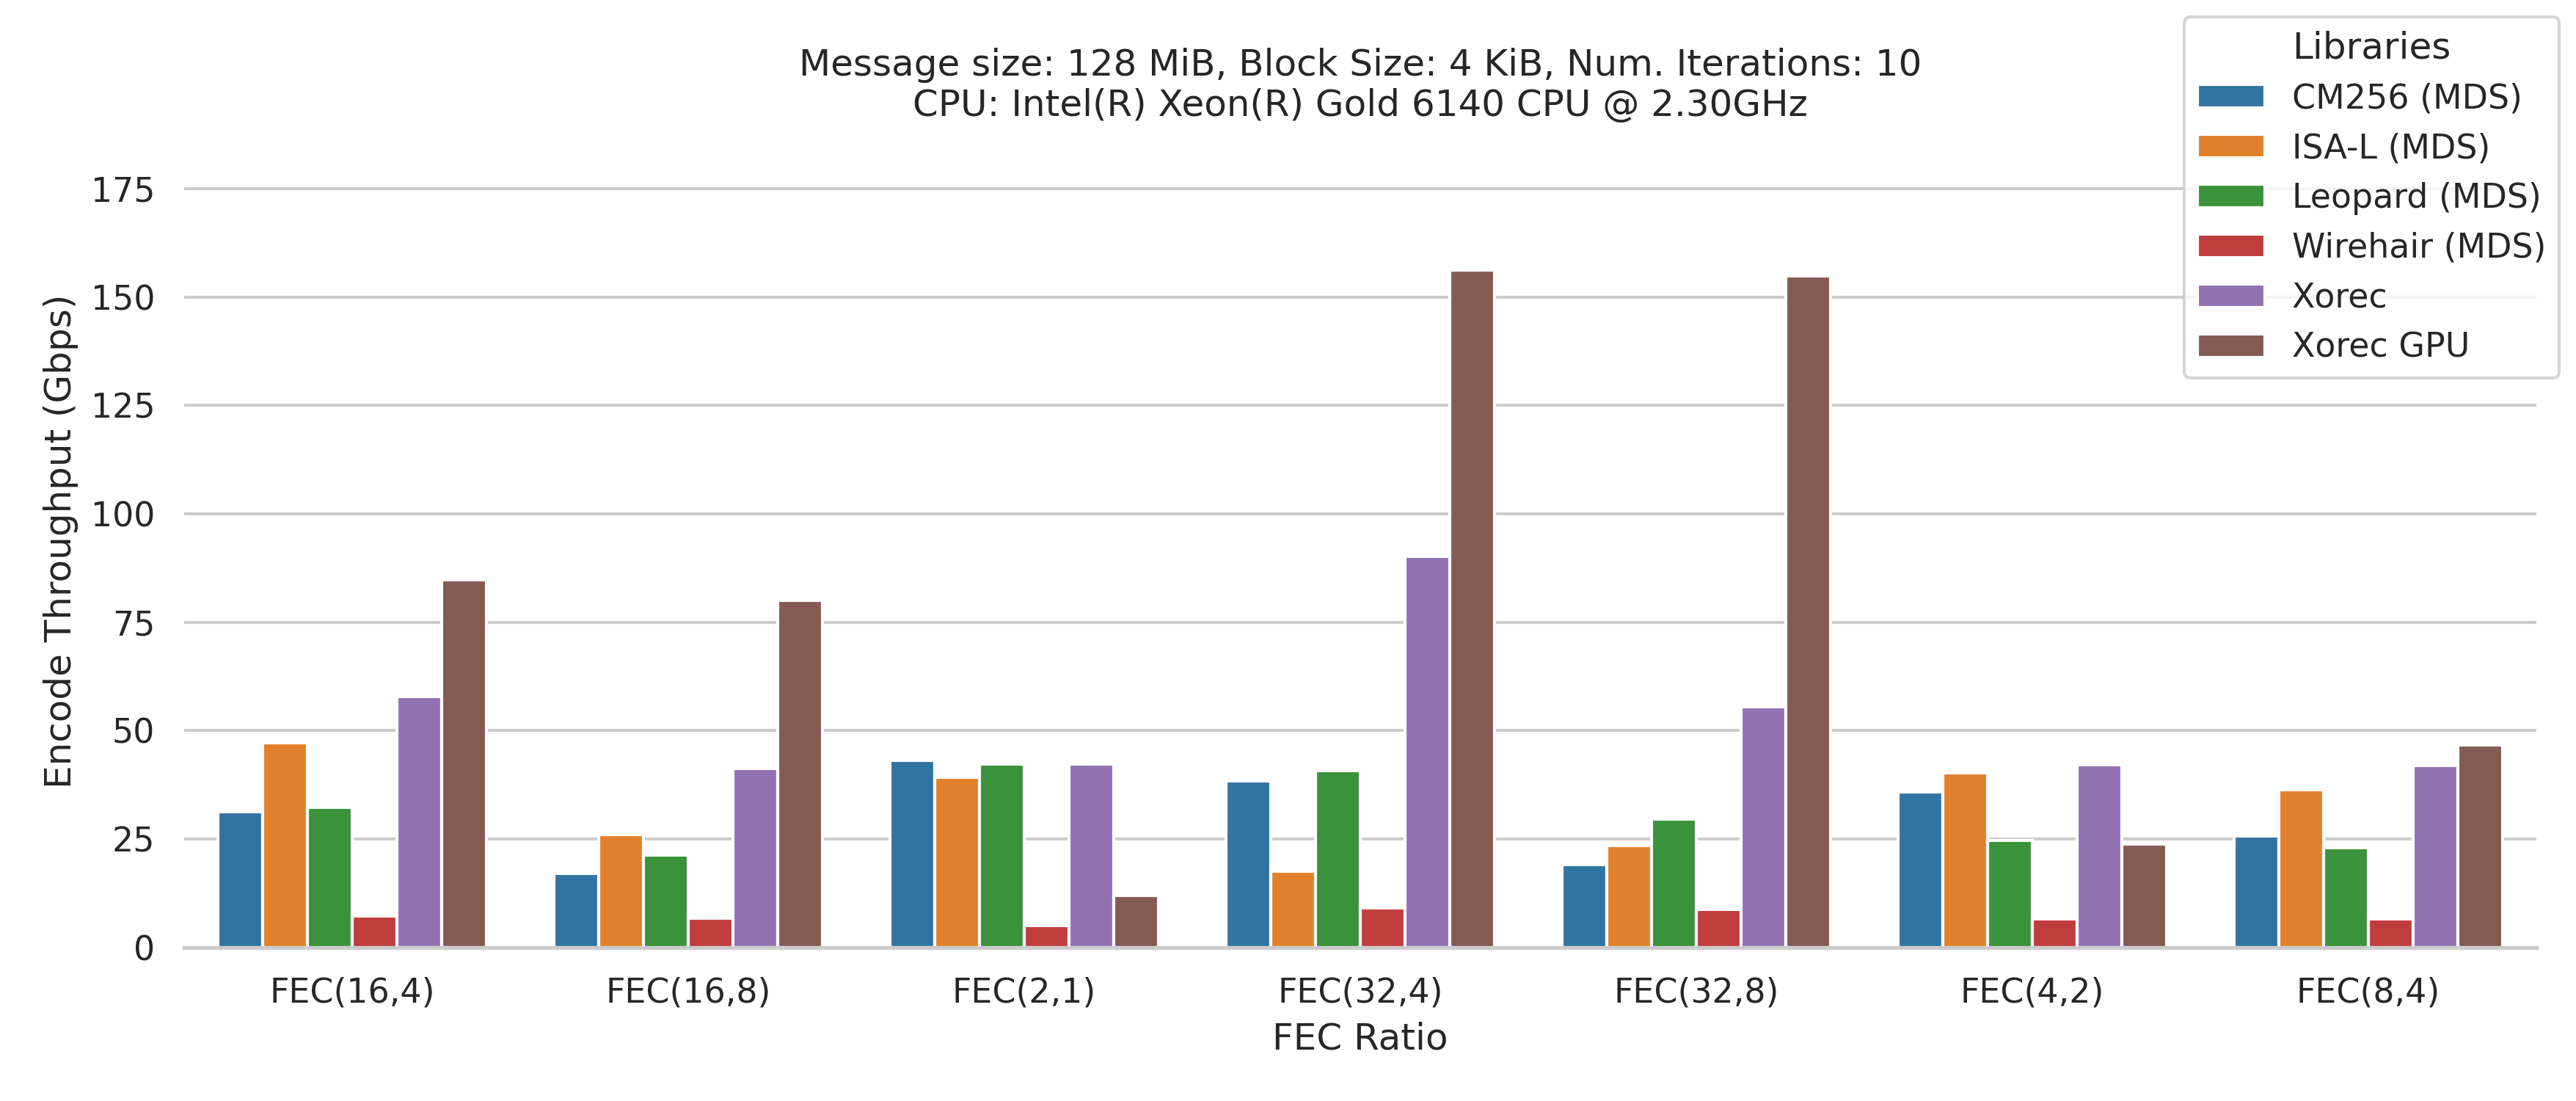 Message size: 128 MiB, Block Size: 4 KiB, Num. Iterations: 10
CPU: Intel(R) Xeon(R) Gold 6140 CPU @ 2.30GHz
Libraries
CM256 (MDS)
ISA-L (MDS)
Leopard (MDS)
Wirehair (MDS)
Xorec
Xorec GPU
Encode Throughput (Gbps)
175
150
125
100
75
50
25
0
FEC(16,4)
FEC(16,8)
FEC(2,1)
FEC(32,4)
FEC(32,8)
FEC(4,2)
FEC(8,4)
FEC Ratio